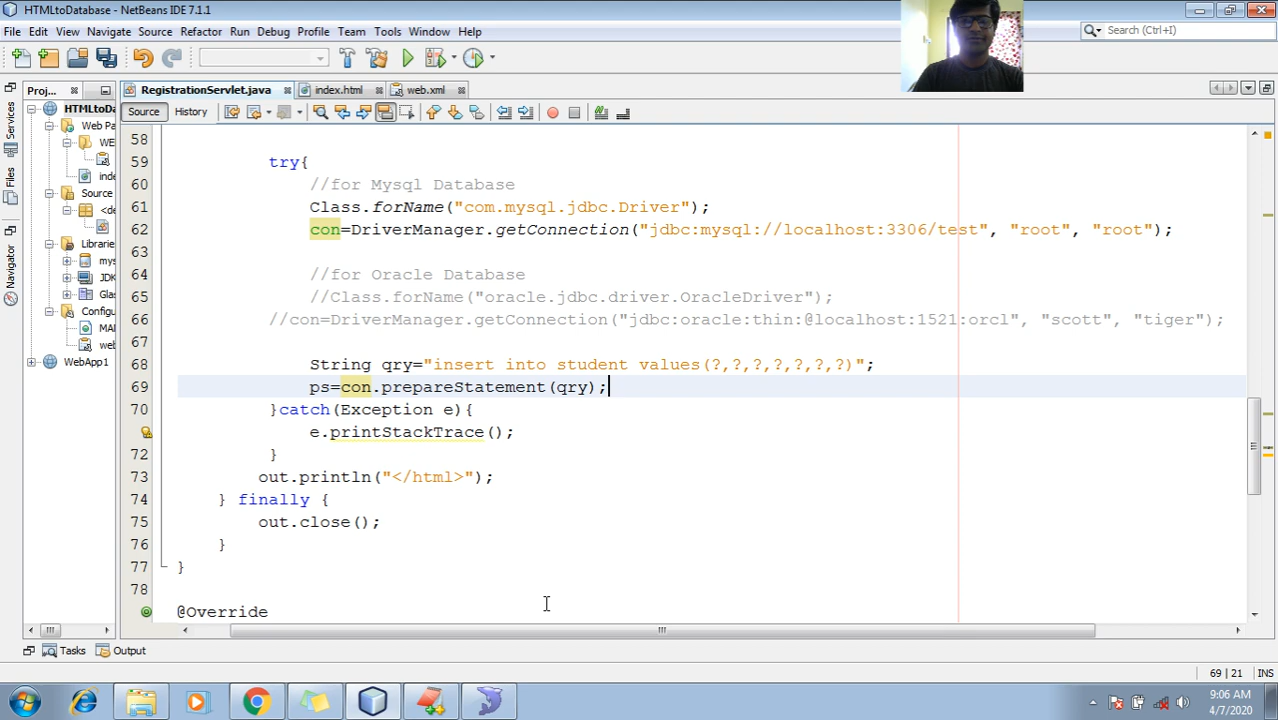 HTMLtoDatabase - NetBeans IDE 7.1.1
File Edit View Navigate Source Refactor Run Debug Profile Team Tools Window Help
Search (Ctrl+I)
Proj...
RegistrationServlet.java
index.html
web.xml
Source
History
Services
Files
Navigator
HTMLtoDa
Web Pa
WE
inde
Source
<de
Librarie
mys
JDK
Glas
Configu
MAI
web
WebApp1
58
59 try{
60 //for Mysql Database
61 Class.forName("com.mysql.jdbc.Driver");
62 con=DriverManager.getConnection("jdbc:mysql://localhost:3306/test", "root", "root");
63
64 //for Oracle Database
65 //Class.forName("oracle.jdbc.driver.OracleDriver");
66 //con=DriverManager.getConnection("jdbc:oracle:thin:@localhost:1521:orcl", "scott", "tiger");
67
68 String qry="insert into student values(?,?,?,?,?,?,?)";
69 ps=con.prepareStatement(qry);
70 }catch(Exception e){
e.printStackTrace();
72 }
73 out.println("</html>");
74 } finally {
75 out.close();
76 }
77 }
78
@Override
Tasks
Output
69 | 21
INS
9:06 AM
4/7/2020